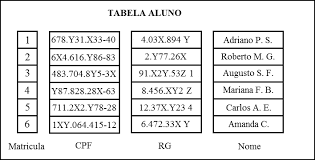 TABELA ALUNO
1 678.Y31.X33-40 4.03X.894 Y Adriano P. S.
2 6X4.616.Y86-83 2.Y77.26X Roberto M. G.
3 483.704.8Y5-3X 91.X2Y.53Z 1 Augusto S. F.
4 Y87.828.28X-63 8.456.XY2 Z Mariana F. B.
5 711.2X2.Y78-28 12.37X.Y23 4 Carlos A. E.
6 1XY.064.415-12 6.472.33X Y Amanda C.
Matricula CPF RG Nome